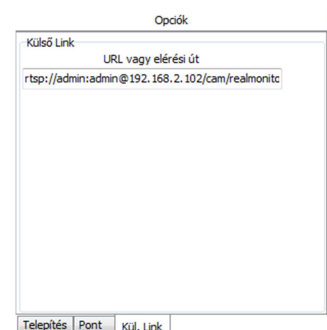 Opciók
Külső Link
URL vagy elérési út
rtsp://admin:admin@192.168.2.102/cam/realmonitc
Telepítés Pont Kül. Link